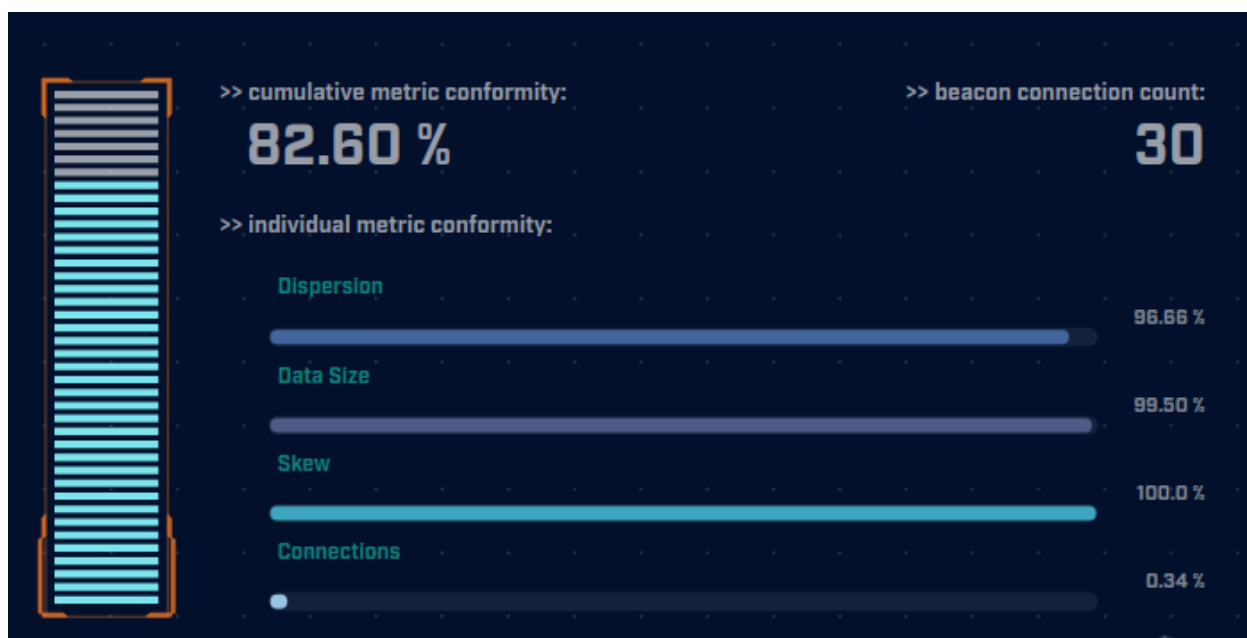 >> cumulative metric conformity:
82.60 %
>> beacon connection count:
30
>> individual metric conformity:
Dispersion
96.66 %
Data Size
99.50 %
Skew
100.0 %
Connections
0.34 %